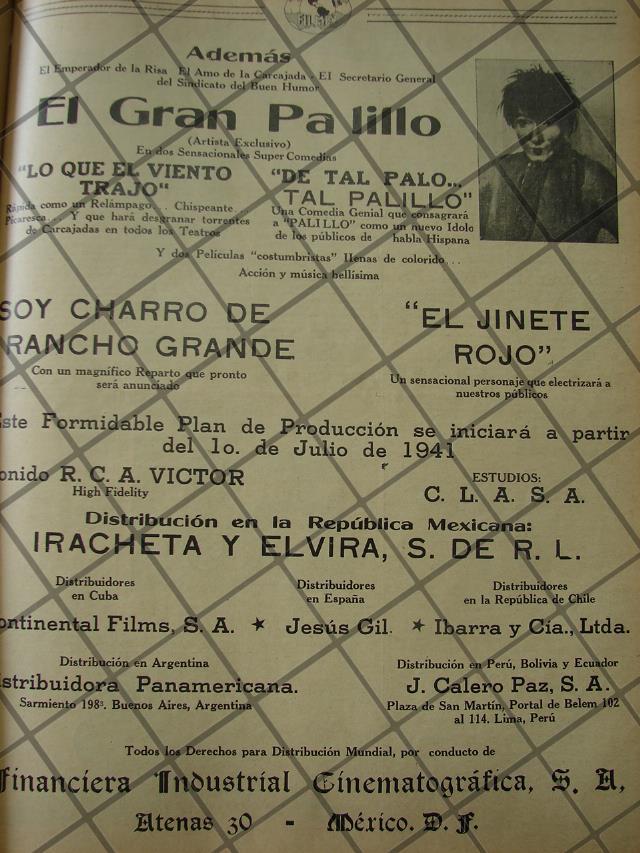 FILMS
Además
El Emperador de la Risa El Amo de la Carcajada - El Secretario General
del Sindicato del Buen Humor
El Gran Palillo
(Artista Exclusivo)
En dos Sensacionales Super Comedias
"LO QUE EL VIENTO
TRAJO"
Rápida como un Relámpago... Chispeante
Picaresca... Y que hará desgranar torrentes
de Carcajadas en todos los Teatros
"DE TAL PALO...
TAL PALILLO"
Una Comedia Genial que consagrará
a "PALILLO" como un nuevo Idolo
de los públicos de habla Hispana
Y dos Películas "costumbristas" llenas de colorido...
Acción y música bellísima
SOY CHARRO DE
RANCHO GRANDE
Con un magnífico Reparto que pronto
será anunciado
"EL JINETE
ROJO"
Un sensacional personaje que electrizará a
nuestros públicos
ste Formidable Plan de Producción se iniciará a partir
del 1o. de Julio de 1941
onido R. C. A. VICTOR
High Fidelity
ESTUDIOS:
C. L. A. S. A.
Distribución en la República Mexicana:
IRACHETA Y ELVIRA, S. DE R. L.
Distribuidores
en Cuba
ontinental Films, S. A.
Distribuidores
en España
★ Jesús Gil. ★
Distribuidores
en la República de Chile
Ibarra y Cía., Ltda.
Distribución en Argentina
stribuidora Panamericana.
Sarmiento 1983. Buenos Aires, Argentina
Distribución en Perú, Bolivia y Ecuador
J. Calero Paz, S. A.
Plaza de San Martín, Portal de Belem 102
al 114. Lima, Perú
Todos los Derechos para Distribución Mundial, por conducto de
Financiera Industrial Cinematográfica, S. A,
Atenas 30 - México. D. F.